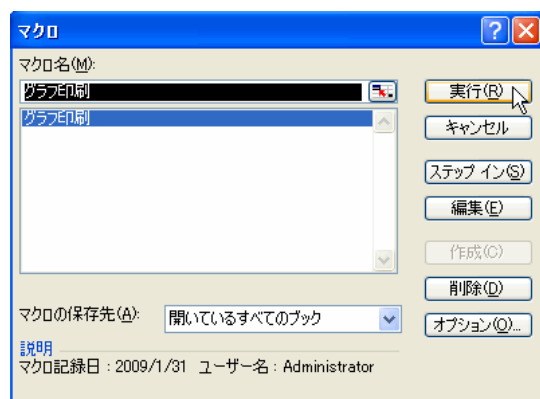 マクロ
マクロ名(M):
グラフ印刷
グラフ印刷
実行(R)
キャンセル
ステップ イン(S)
編集(E)
作成(C)
削除(D)
オプション(O)...
マクロの保存先(A):
開いているすべてのブック
説明
マクロ記録日 : 2009/1/31 ユーザー名 : Administrator